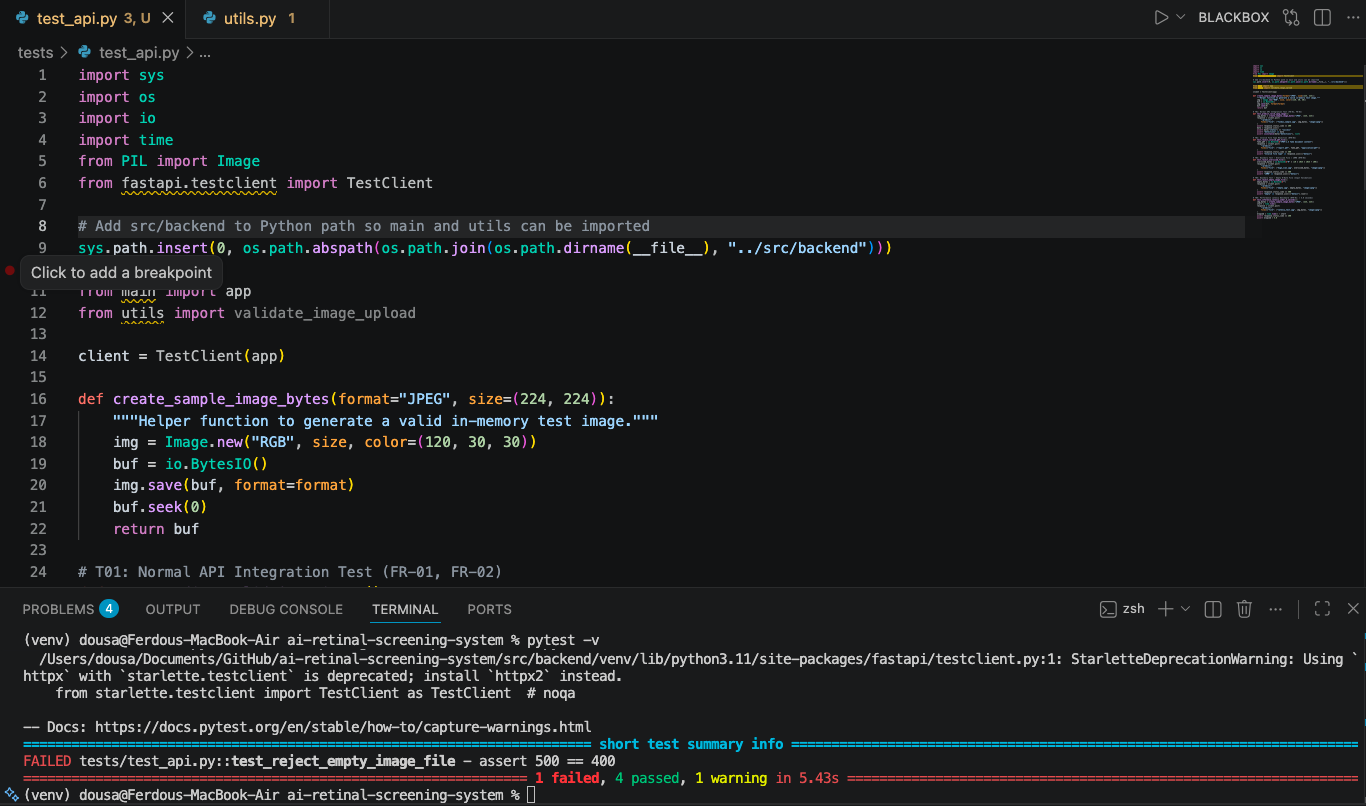 test_api.py 3, U
utils.py 1
BLACKBOX
tests > test_api.py > ...
1 import sys
2 import os
3 import io
4 import time
5 from PIL import Image
6 from fastapi.testclient import TestClient
7
8 # Add src/backend to Python path so main and utils can be imported
9 sys.path.insert(0, os.path.abspath(os.path.join(os.path.dirname(__file__), "../src/backend")))
Click to add a breakpoint
11 from main import app
12 from utils import validate_image_upload
13
14 client = TestClient(app)
15
16 def create_sample_image_bytes(format="JPEG", size=(224, 224)):
17 """Helper function to generate a valid in-memory test image."""
18 img = Image.new("RGB", size, color=(120, 30, 30))
19 buf = io.BytesIO()
20 img.save(buf, format=format)
21 buf.seek(0)
22 return buf
23
24 # T01: Normal API Integration Test (FR-01, FR-02)
PROBLEMS 4 OUTPUT DEBUG CONSOLE TERMINAL PORTS
zsh
(venv) dousa@Ferdous-MacBook-Air ai-retinal-screening-system % pytest -v
/Users/dousa/Documents/GitHub/ai-retinal-screening-system/src/backend/venv/lib/python3.11/site-packages/fastapi/testclient.py:1: StarletteDeprecationWarning: Using `
httpx` with `starlette.testclient` is deprecated; install `httpx2` instead.
from starlette.testclient import TestClient as TestClient # noqa
-- Docs: https://docs.pytest.org/en/stable/how-to/capture-warnings.html
short test summary info
FAILED tests/test_api.py::test_reject_empty_image_file - assert 500 == 400
1 failed, 4 passed, 1 warning in 5.43s
(venv) dousa@Ferdous-MacBook-Air ai-retinal-screening-system %